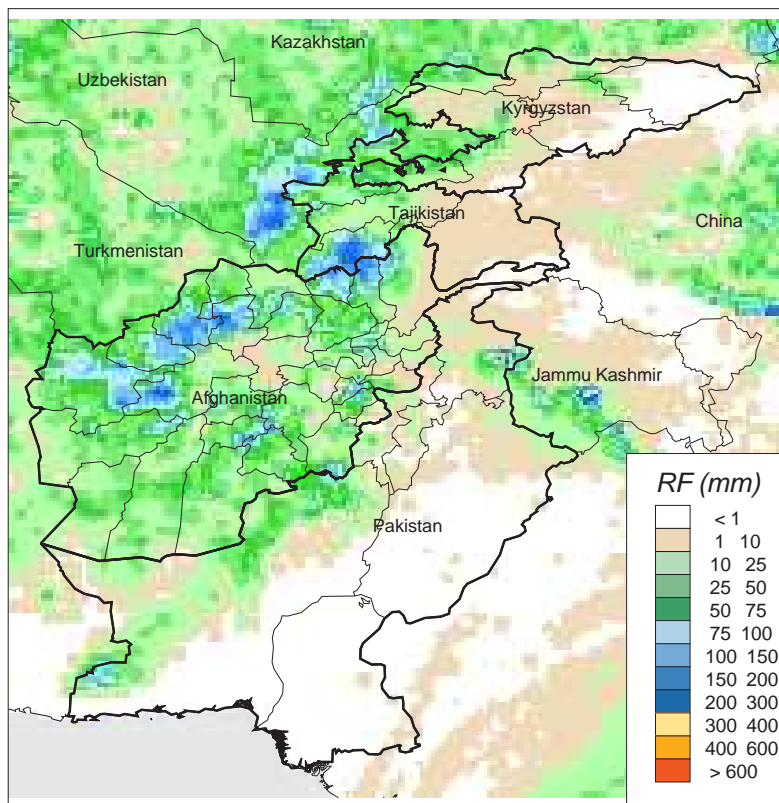 Kazakhstan
Uzbekistan
Kyrgyzstan
Tajikistan
China
Turkmenistan
Jammu Kashmir
Afghanistan
Pakistan
RF (mm)
< 1
1 10
10 25
25 50
50 75
75 100
100 150
150 200
200 300
300 400
400 600
> 600